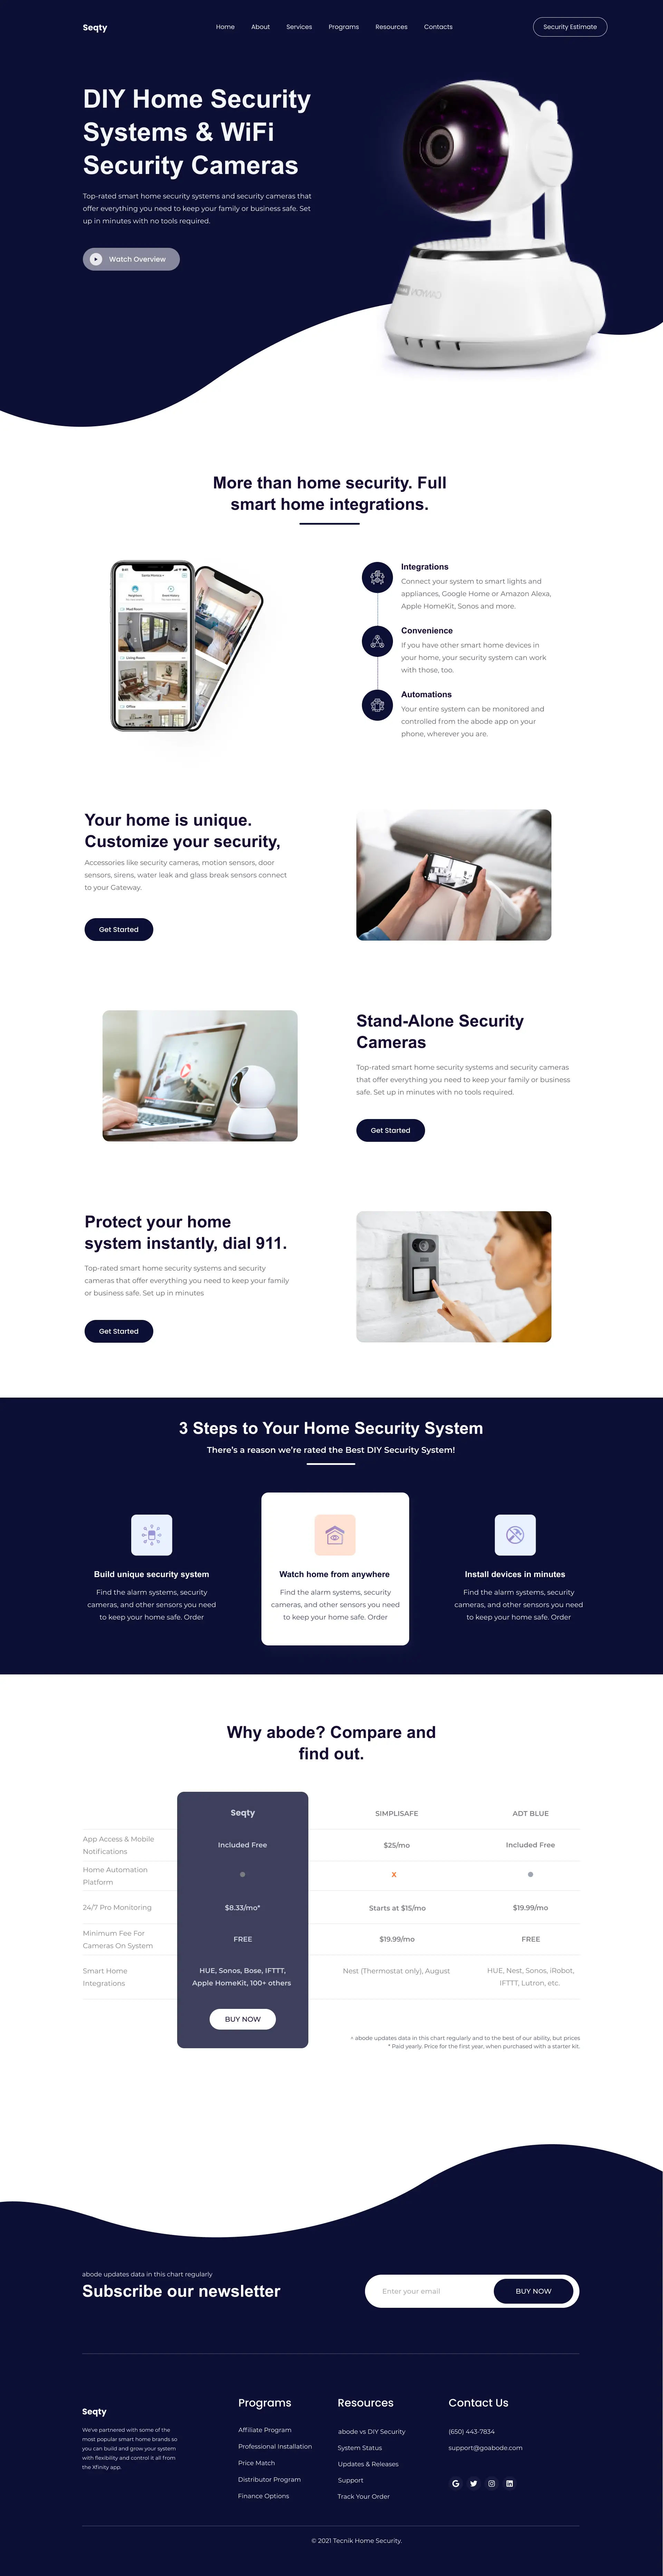 Seqty
Home About Services Programs Resources Contacts
Security Estimate
DIY Home Security
Systems & WiFi
Security Cameras
Top-rated smart home security systems and security cameras that
offer everything you need to keep your family or business safe. Set
up in minutes with no tools required.
Watch Overview
More than home security. Full
smart home integrations.
Integrations
Connect your system to smart lights and
appliances, Google Home or Amazon Alexa,
Apple HomeKit, Sonos and more.
Convenience
If you have other smart home devices in
your home, your security system can work
with those, too.
Automations
Your entire system can be monitored and
controlled from the abode app on your
phone, wherever you are.
Your home is unique.
Customize your security,
Accessories like security cameras, motion sensors, door
sensors, sirens, water leak and glass break sensors connect
to your Gateway.
Get Started
Stand-Alone Security
Cameras
Top-rated smart home security systems and security cameras
that offer everything you need to keep your family or business
safe. Set up in minutes with no tools required.
Get Started
Protect your home
system instantly, dial 911.
Top-rated smart home security systems and security
cameras that offer everything you need to keep your family
or business safe. Set up in minutes
Get Started
3 Steps to Your Home Security System
There's a reason we're rated the Best DIY Security System!
Build unique security system
Find the alarm systems, security
cameras, and other sensors you need
to keep your home safe. Order
Watch home from anywhere
Find the alarm systems, security
cameras, and other sensors you need
to keep your home safe. Order
Install devices in minutes
Find the alarm systems, security
cameras, and other sensors you need
to keep your home safe. Order
Why abode? Compare and
find out.
Seqty SIMPLISAFE ADT BLUE
App Access & Mobile
Notifications
Included Free $25/mo Included Free
Home Automation
Platform
X
24/7 Pro Monitoring $8.33/mo* Starts at $15/mo $19.99/mo
Minimum Fee For
Cameras On System
FREE $19.99/mo FREE
Smart Home
Integrations
HUE, Sonos, Bose, IFTTT,
Apple HomeKit, 100+ others
Nest (Thermostat only), August
HUE, Nest, Sonos, iRobot,
IFTTT, Lutron, etc.
BUY NOW
+ abode updates data in this chart regularly and to the best of our ability, but prices
* Paid yearly. Price for the first year, when purchased with a starter kit.
abode updates data in this chart regularly
Subscribe our newsletter
Enter your email
BUY NOW
Seqty
We've partnered with some of the
most popular smart home brands so
you can build and grow your system
with flexibility and control it all from
the Xfinity app.
Programs
Affiliate Program
Professional Installation
Price Match
Distributor Program
Finance Options
Resources
abode vs DIY Security
System Status
Updates & Releases
Support
Track Your Order
Contact Us
(650) 443-7834
support@goabode.com
© 2021 Tecnik Home Security.